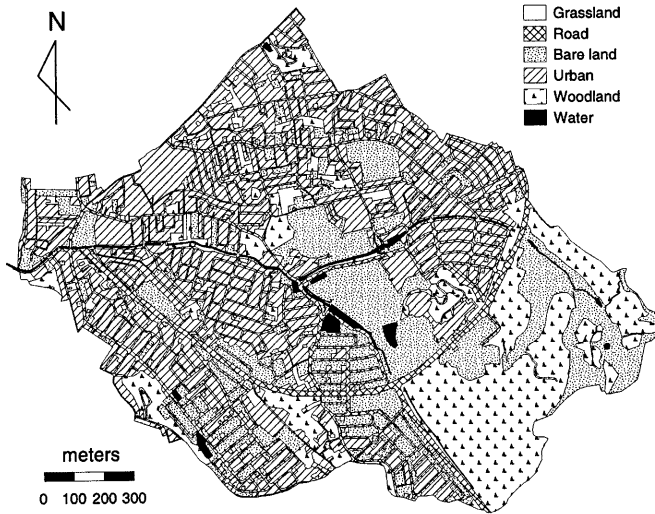 N
Grassland
Road
Bare land
Urban
Woodland
Water
meters
0 100 200 300